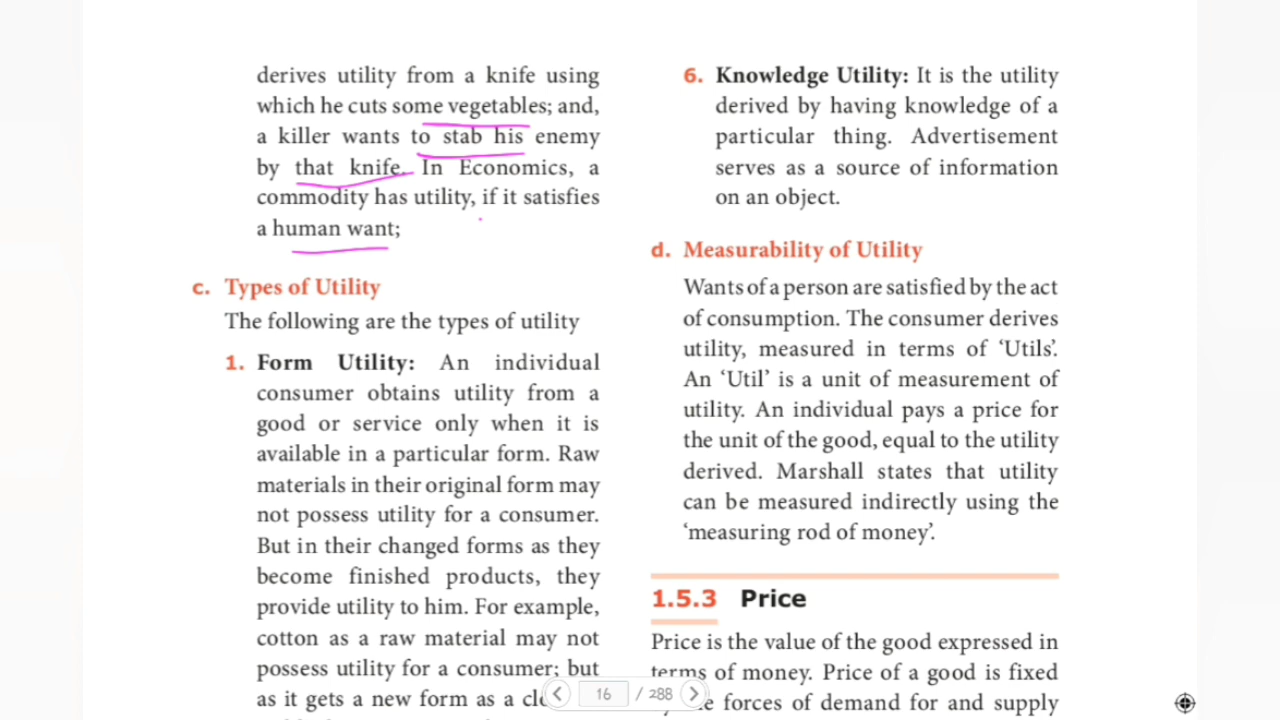 derives utility from a knife using
which he cuts some vegetables; and,
a killer wants to stab his enemy
by that knife. In Economics, a
commodity has utility, if it satisfies
a human want;
c. Types of Utility
The following are the types of utility
1. Form Utility: An individual
consumer obtains utility from a
good or service only when it is
available in a particular form. Raw
materials in their original form may
not possess utility for a consumer.
But in their changed forms as they
become finished products, they
provide utility to him. For example,
cotton as a raw material may not
possess utility for a consumer; but
as it gets a new form as a
6. Knowledge Utility: It is the utility
derived by having knowledge of a
particular thing. Advertisement
serves as a source of information
on an object.
d. Measurability of Utility
Wants of a person are satisfied by the act
of consumption. The consumer derives
utility, measured in terms of ‘Utils’.
An ‘Util’ is a unit of measurement of
utility. An individual pays a price for
the unit of the good, equal to the utility
derived. Marshall states that utility
can be measured indirectly using the
‘measuring rod of money’.
1.5.3 Price
Price is the value of the good expressed in
terms of money. Price of a good is fixed
forces of demand for and supply
16 / 288